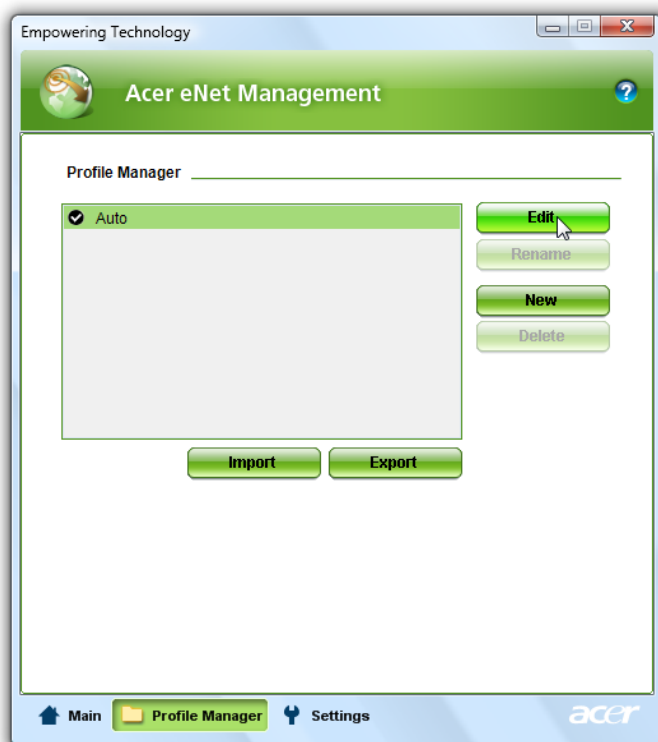 Empowering Technology
Acer eNet Management
?
Profile Manager
Auto
Edit
Rename
New
Delete
Import Export
Main Profile Manager Settings acer